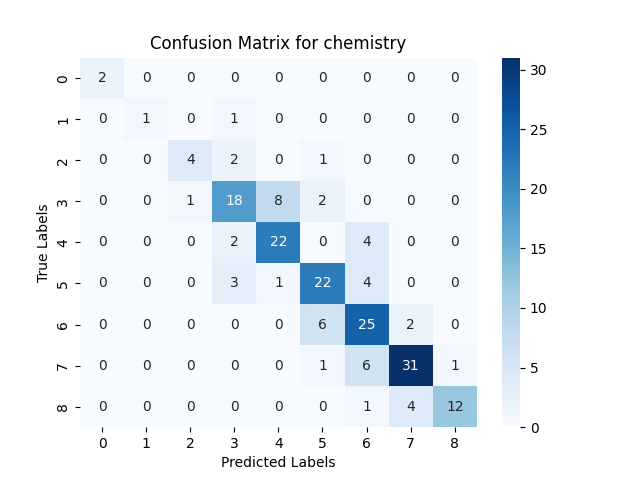 Confusion Matrix for chemistry
True Labels
0 2 0 0 0 0 0 0 0 0
1 0 1 0 1 0 0 0 0 0
2 0 0 4 2 0 1 0 0 0
3 0 0 1 18 8 2 0 0 0
4 0 0 0 2 22 0 4 0 0
5 0 0 0 3 1 22 4 0 0
6 0 0 0 0 0 6 25 2 0
7 0 0 0 0 0 1 6 31 1
8 0 0 0 0 0 0 1 4 12
0 1 2 3 4 5 6 7 8
Predicted Labels
30
25
20
15
10
5
0